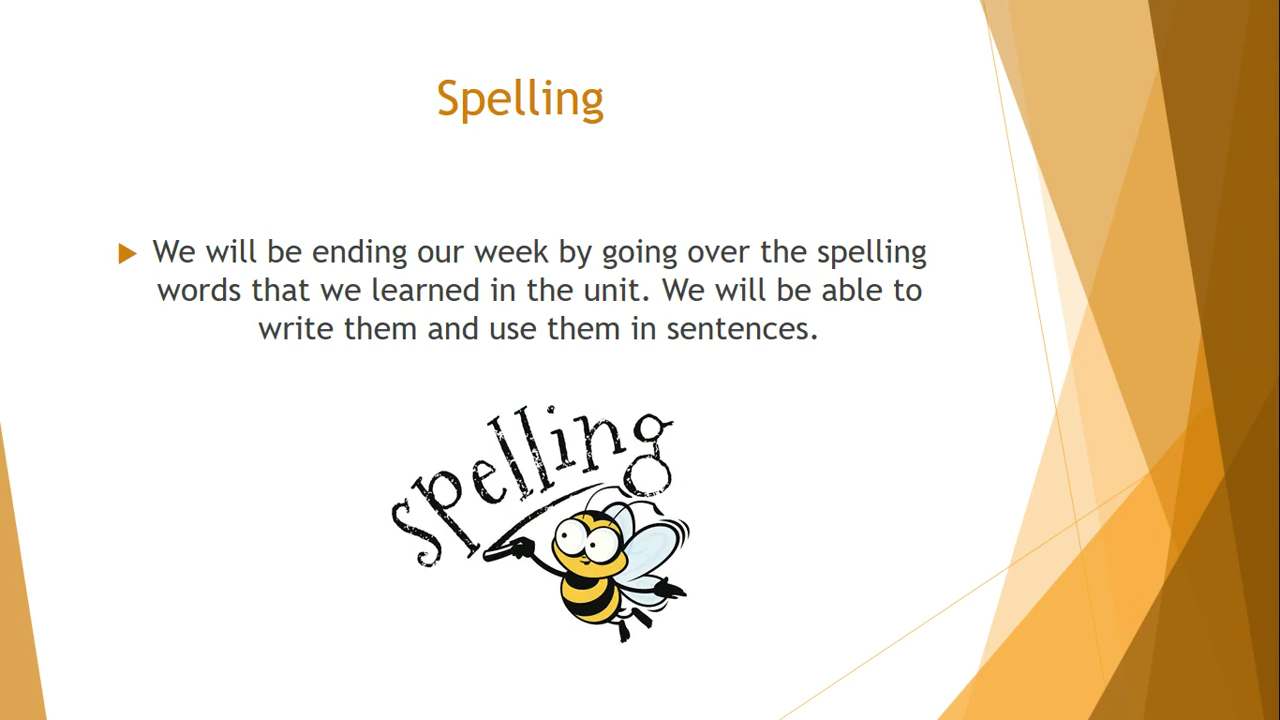 Spelling
We will be ending our week by going over the spelling
words that we learned in the unit. We will be able to
write them and use them in sentences.
spelling